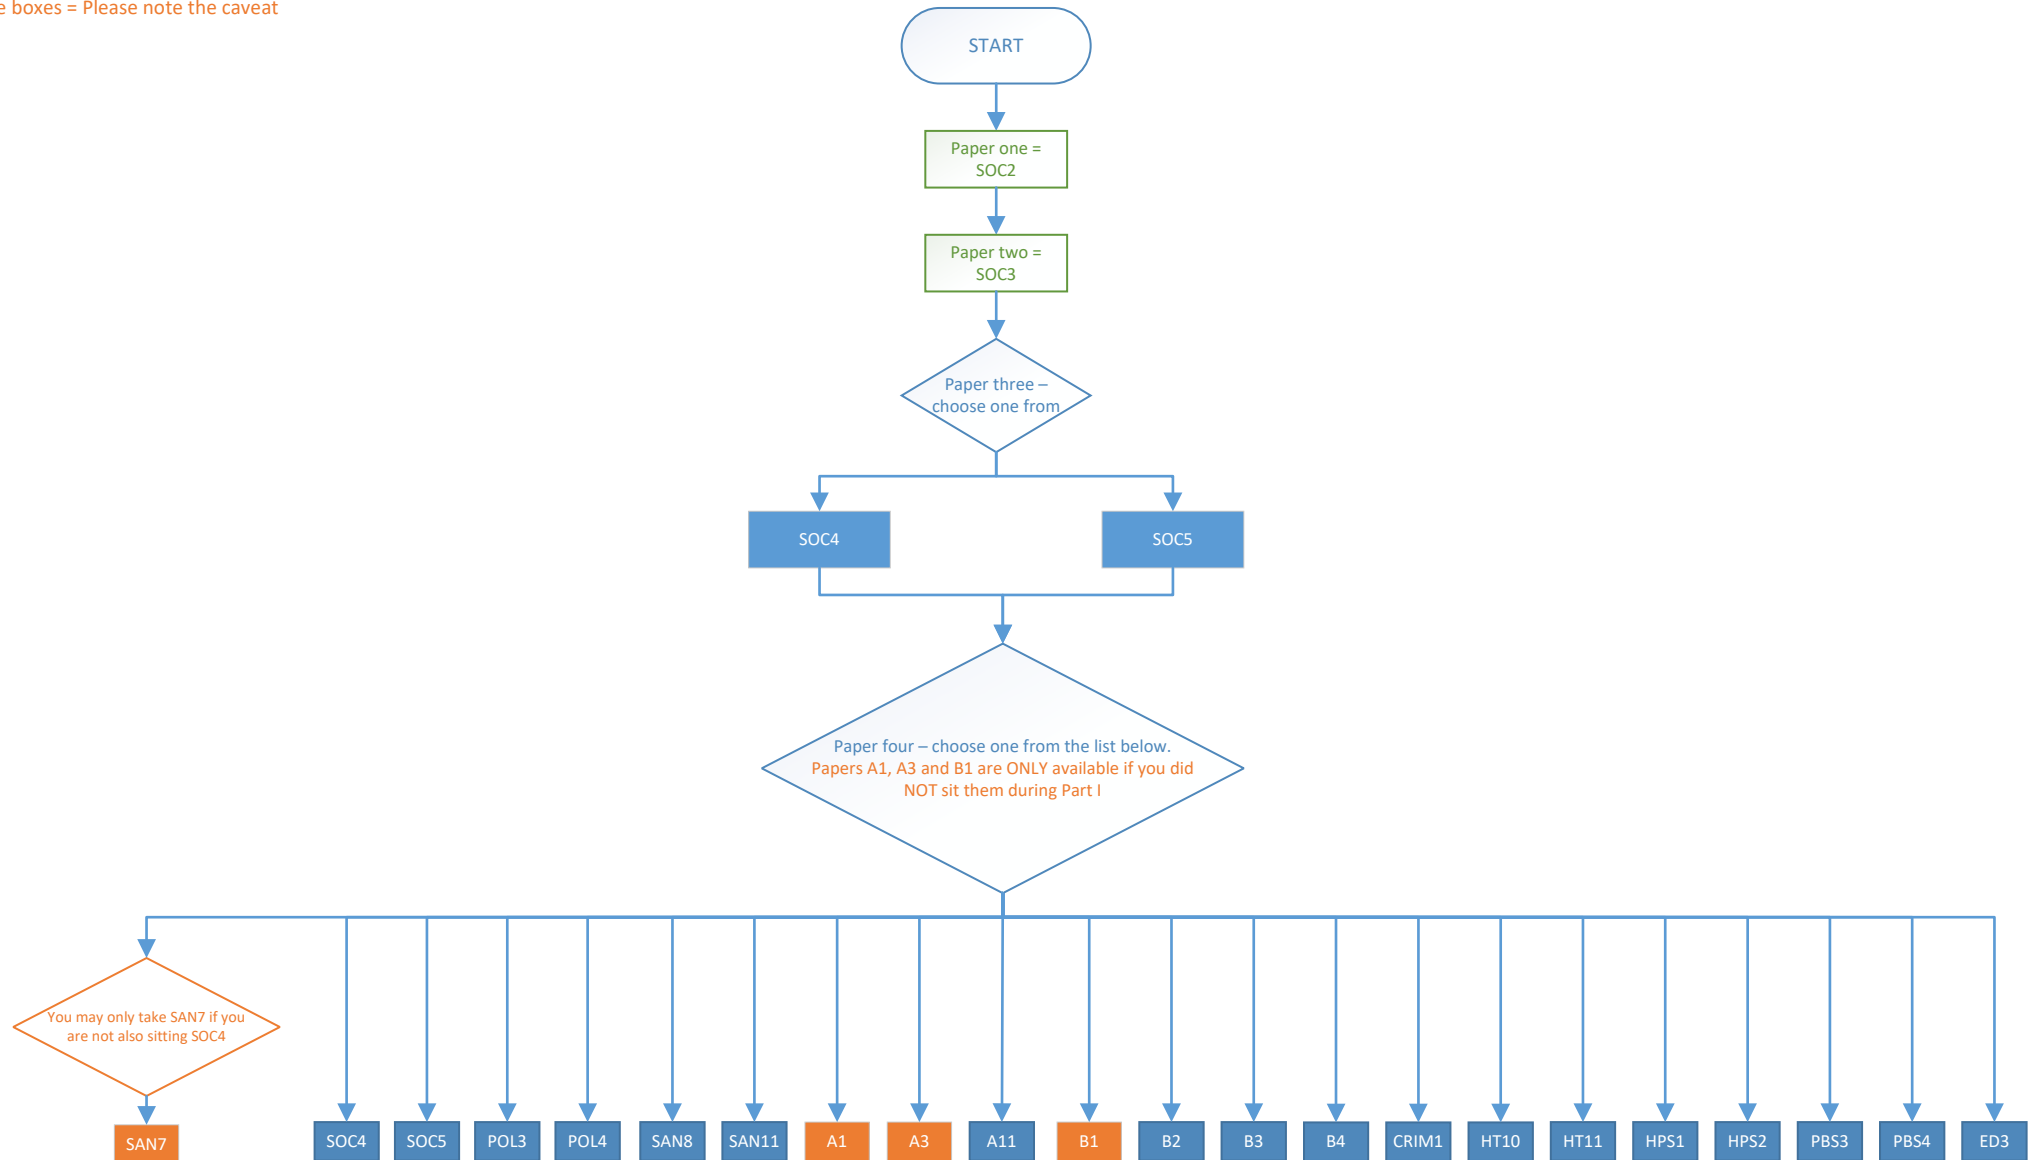 e boxes = Please note the caveat
START
Paper one =
SOC2
Paper two =
SOC3
Paper three –
choose one from
SOC4
SOC5
Paper four – choose one from the list below.
Papers A1, A3 and B1 are ONLY available if you did
NOT sit them during Part I
You may only take SAN7 if you
are not also sitting SOC4
SAN7
SOC4
SOC5
POL3
POL4
SAN8
SAN11
A1
A3
A11
B1
B2
B3
B4
CRIM1
HT10
HT11
HPS1
HPS2
PBS3
PBS4
ED3